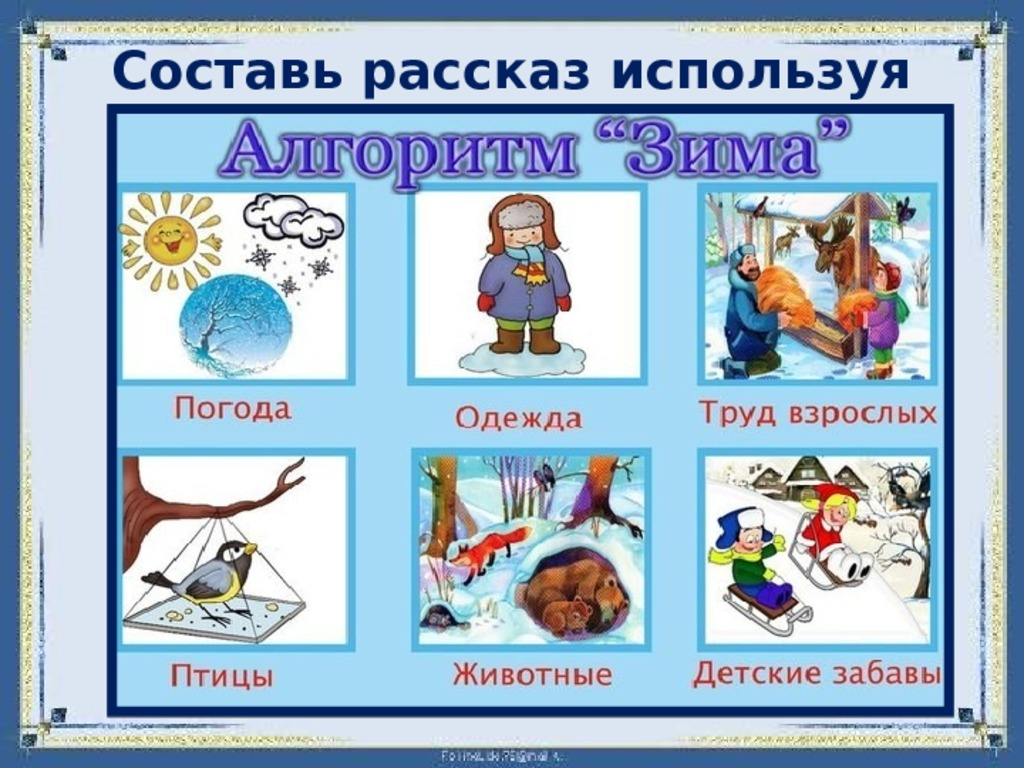 Составь рассказ используя
Алгоритм “Зима”
Погода
Одежда
Труд взрослых
Птицы
Животные
Детские забавы